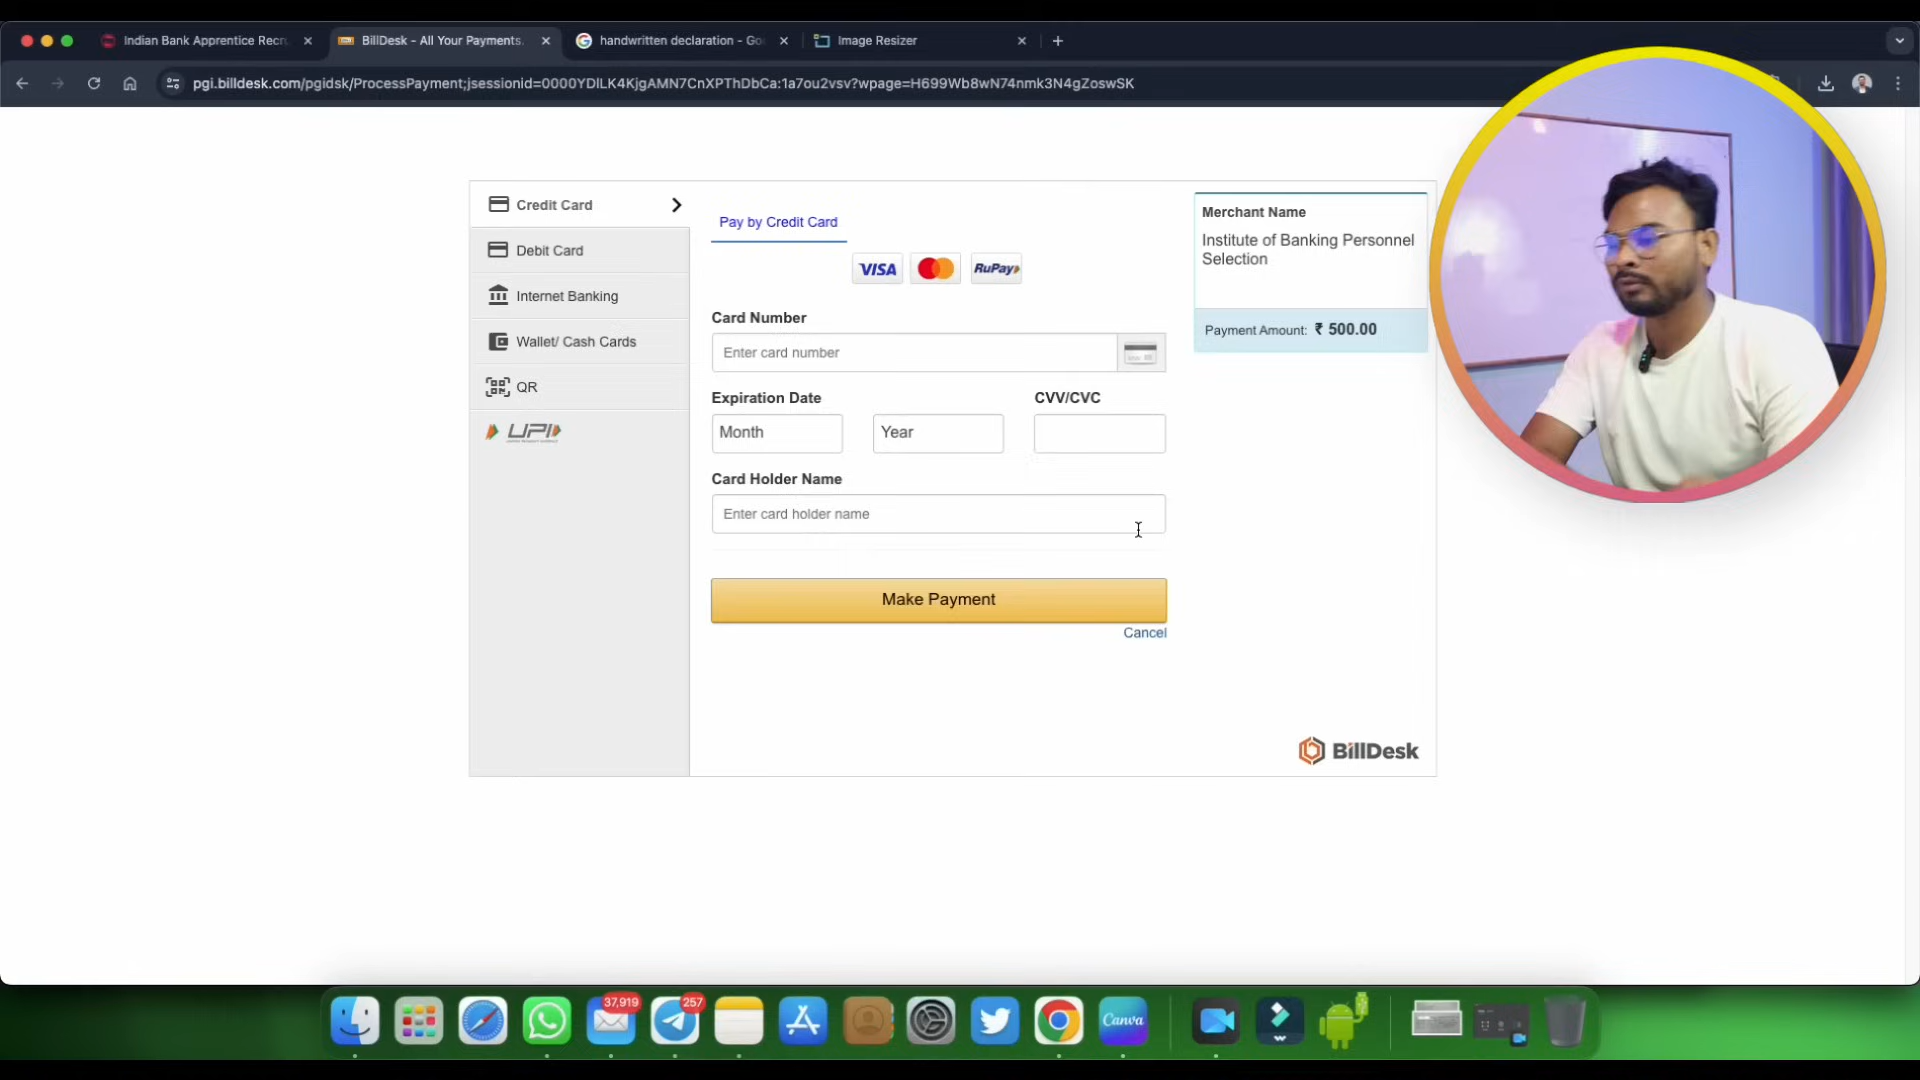 Indian Bank Apprentice Recru
BillDesk - All Your Payments.
handwritten declaration - Go
Image Resizer
pgi.billdesk.com/pgidsk/ProcessPayment;jsessionid=0000YDILK4KjgAMN7CnXPThDbCa:1a7ou2vsv?wpage=H699Wb8wN74nmk3N4gZoswSK
Credit Card
Debit Card
Internet Banking
Wallet/ Cash Cards
QR
UPI
Pay by Credit Card
VISA
RuPay
Card Number
Enter card number
Expiration Date
CVV/CVC
Month
Year
Card Holder Name
Enter card holder name
Make Payment
Cancel
Merchant Name
Institute of Banking Personnel
Selection
Payment Amount: ₹ 500.00
BillDesk
37,919
257
Canva